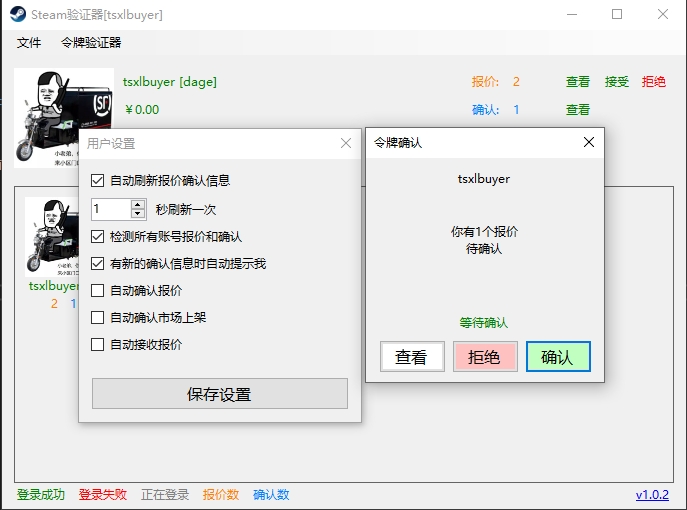 Steam验证器[tsxlbuyer]
文件 令牌验证器
tsxlbuyer [dage] 报价: 2 查看 接受 拒绝
￥0.00 确认: 1 查看
用户设置
自动刷新报价确认信息
1 秒刷新一次
检测所有账号报价和确认
有新的确认信息时自动提示我
自动确认报价
自动确认市场上架
自动接收报价
保存设置
令牌确认
tsxlbuyer
你有1个报价
待确认
等待确认
查看 拒绝 确认
tsxlbuyer
2 1
登录成功 登录失败 正在登录 报价数 确认数 v1.0.2